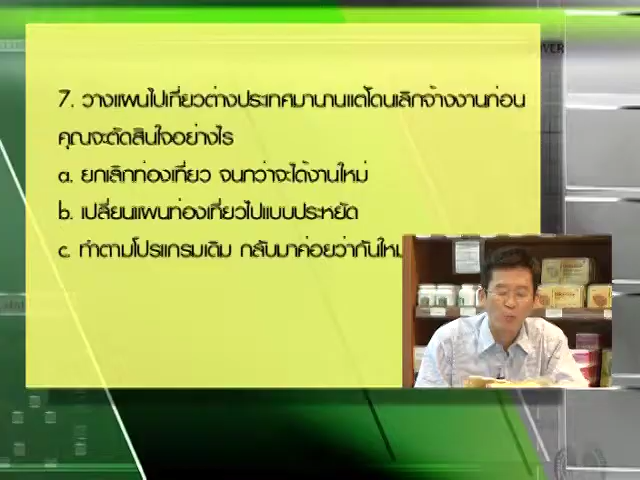 7. วางแผนไปเที่ยวต่างประเทศมานานแต่โดนเลิกจ้างงานก่อน
คุณจะตัดสินใจอย่างไร
a. ยกเลิกท่องเที่ยว จนกว่าจะได้งานใหม่
b. เปลี่ยนแผนท่องเที่ยวไปแบบประหยัด
c. ทำตามโปรแกรมเดิม กลับมาค่อยว่ากันใหม่